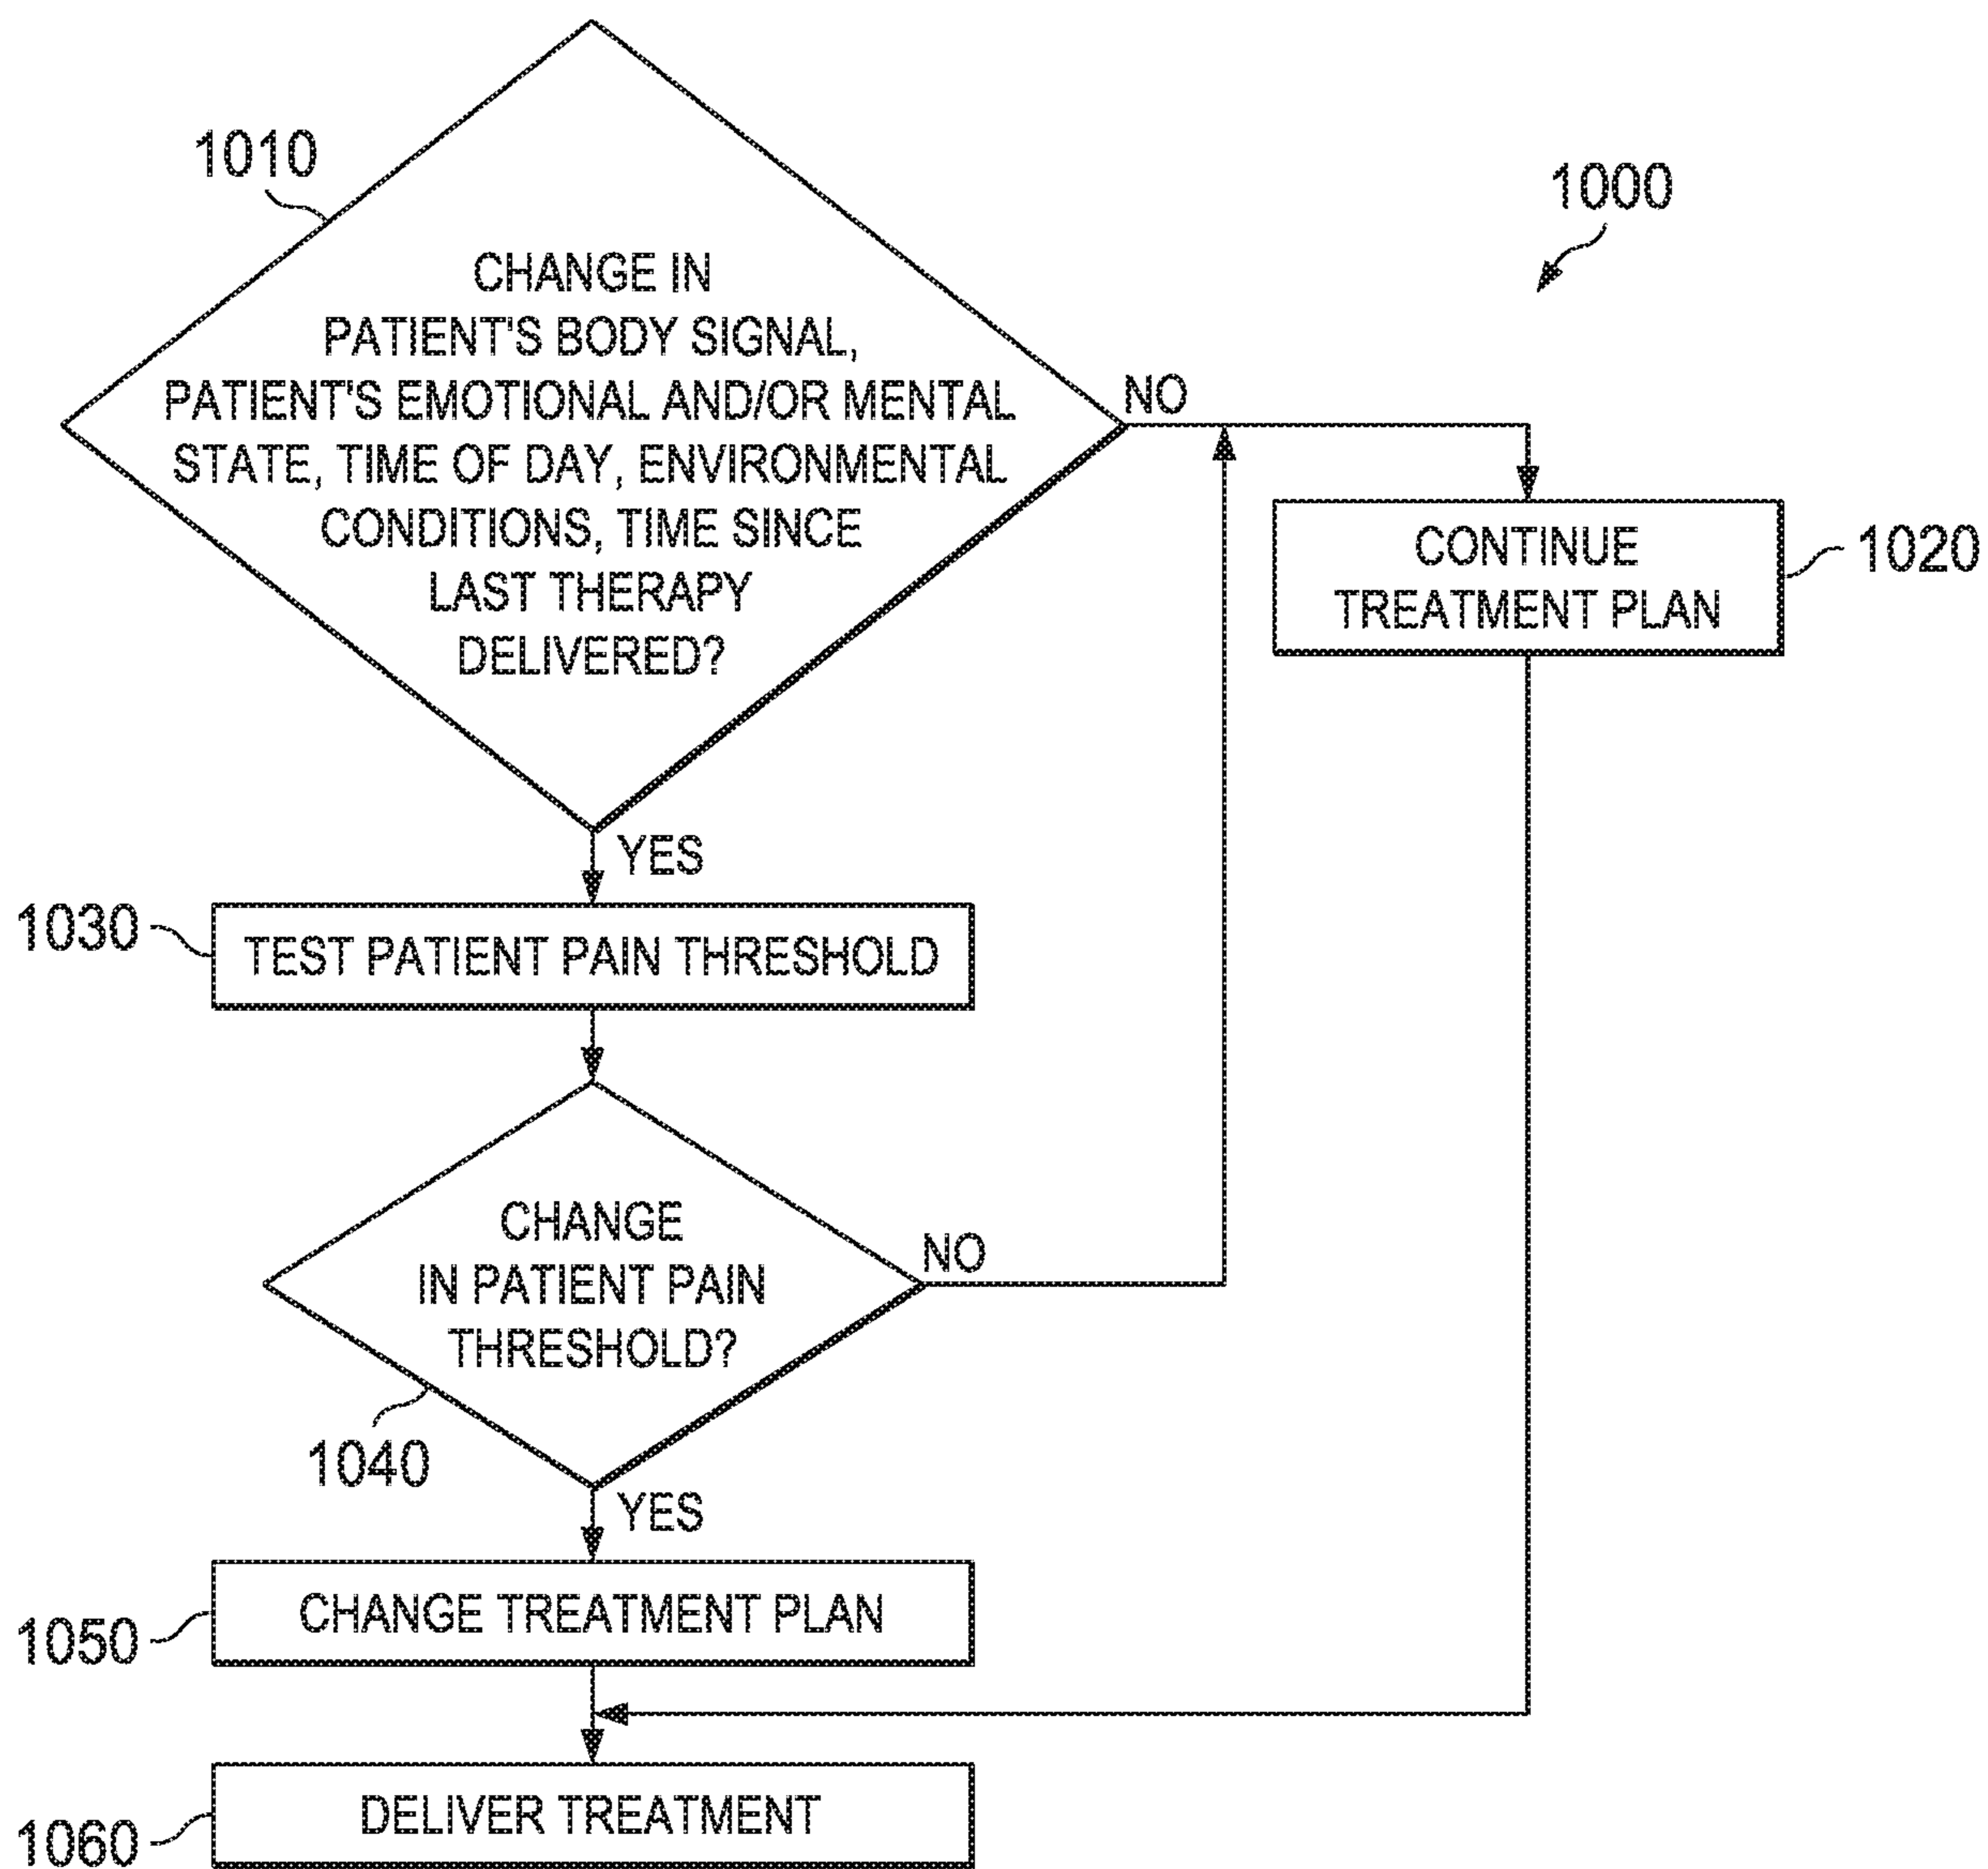 1010
1000
CHANGE IN
PATIENT'S BODY SIGNAL,
PATIENT'S EMOTIONAL AND/OR MENTAL
STATE, TIME OF DAY, ENVIRONMENTAL
CONDITIONS, TIME SINCE
LAST THERAPY
DELIVERED?
NO
CONTINUE
TREATMENT PLAN
1020
YES
1030
TEST PATIENT PAIN THRESHOLD
CHANGE
IN PATIENT PAIN
THRESHOLD?
NO
1040
YES
1050
CHANGE TREATMENT PLAN
1060
DELIVER TREATMENT